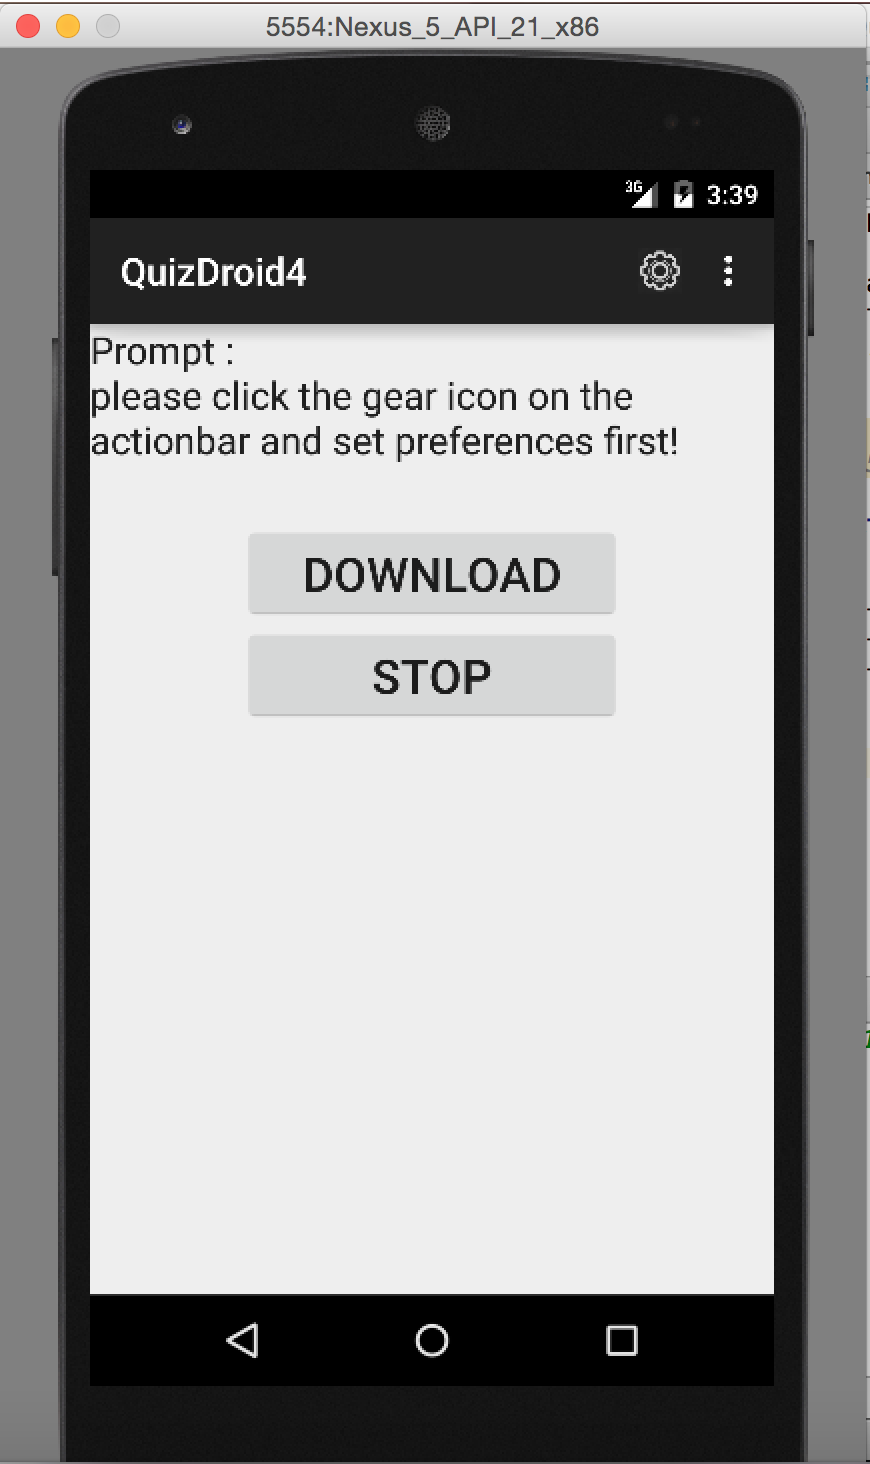 5554:Nexus_5_API_21_x86
3G 3:39
QuizDroid4
Prompt :
please click the gear icon on the
actionbar and set preferences first!
DOWNLOAD
STOP